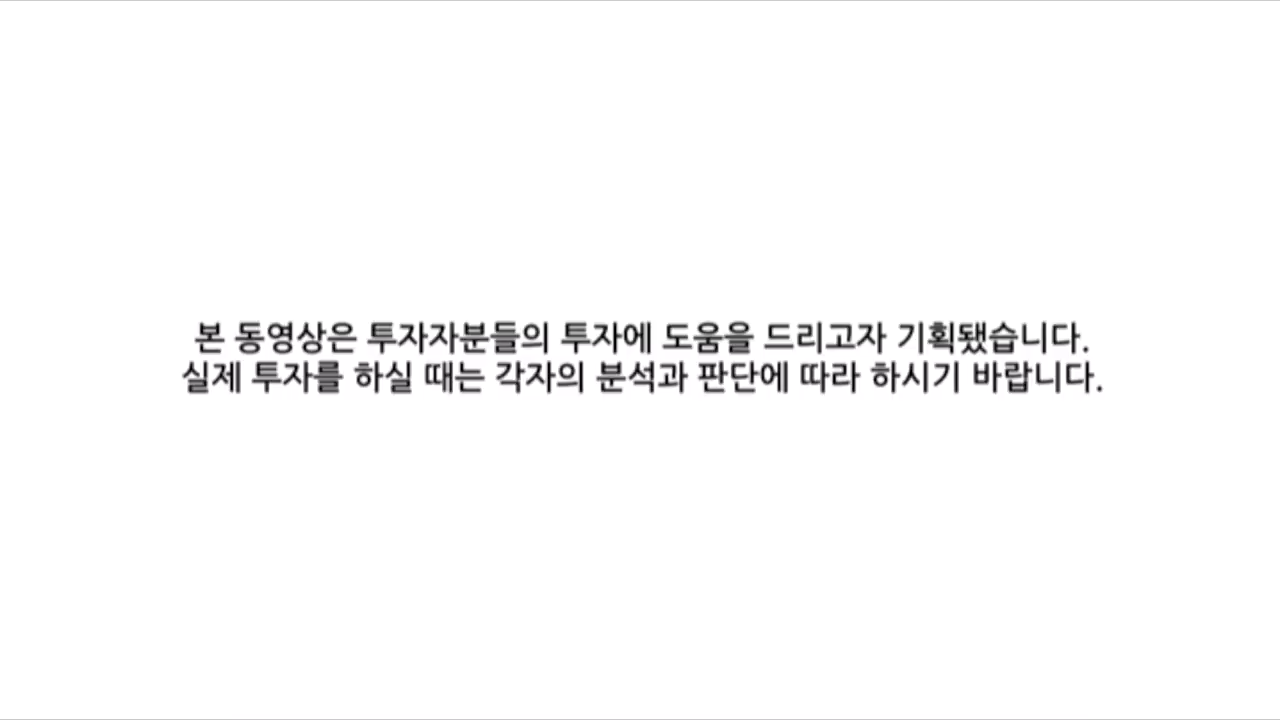 본 동영상은 투자자분들의 투자에 도움을 드리고자 기획됐습니다.
실제 투자를 하실 때는 각자의 분석과 판단에 따라 하시기 바랍니다.